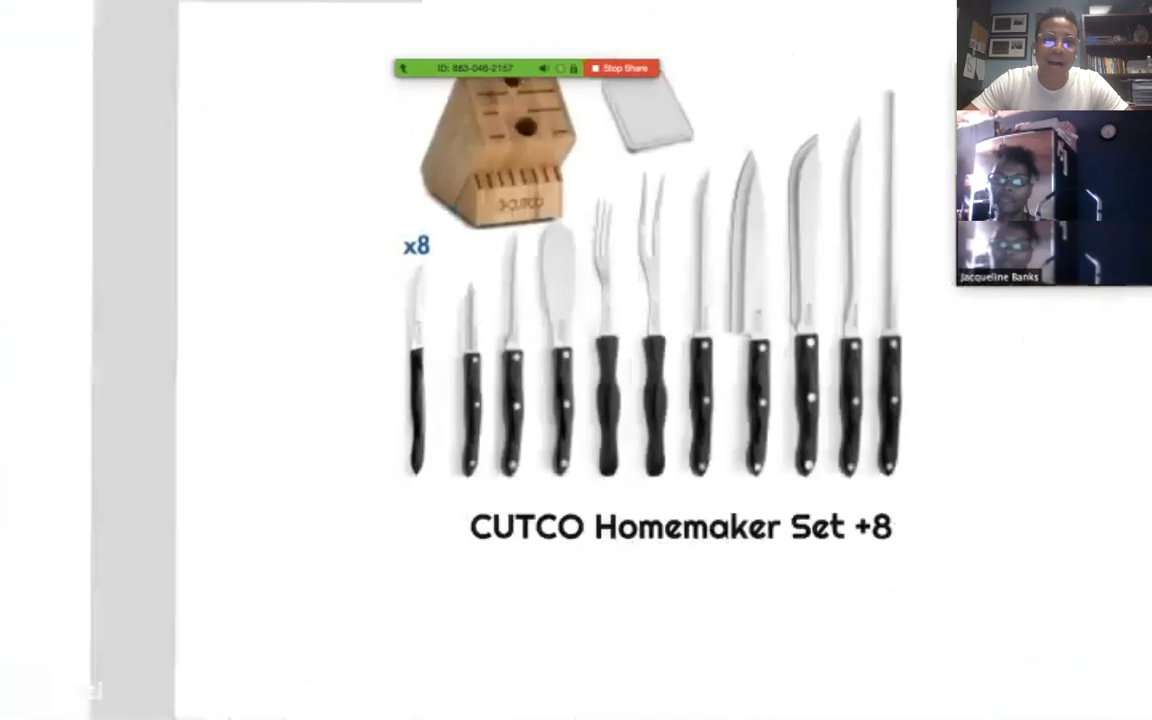 ID: 883-046-2157 Stop Share
CUTCO
x8
Jacqueline Banks
CUTCO Homemaker Set +8